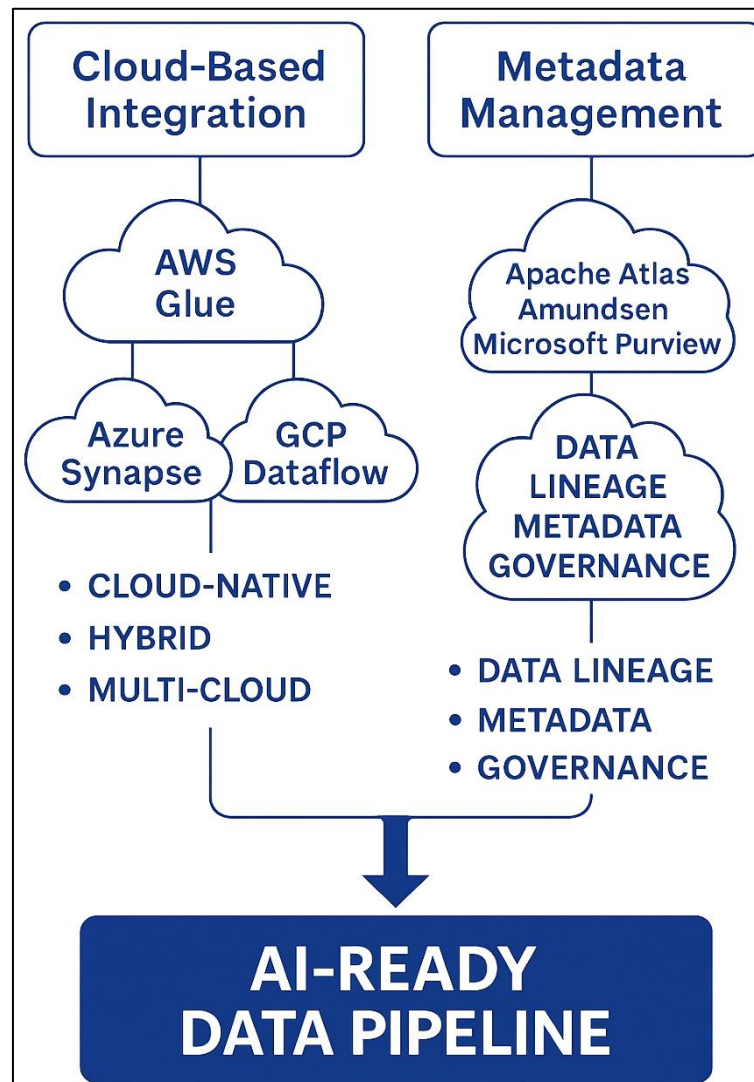 Cloud-Based
Integration
AWS
Glue
Azure
Synapse
GCP
Dataflow
• CLOUD-NATIVE
• HYBRID
• MULTI-CLOUD
Metadata
Management
Apache Atlas
Amundsen
Microsoft Purview
DATA
LINEAGE
METADATA
GOVERNANCE
• DATA LINEAGE
• METADATA
• GOVERNANCE
AI-READY
DATA PIPELINE